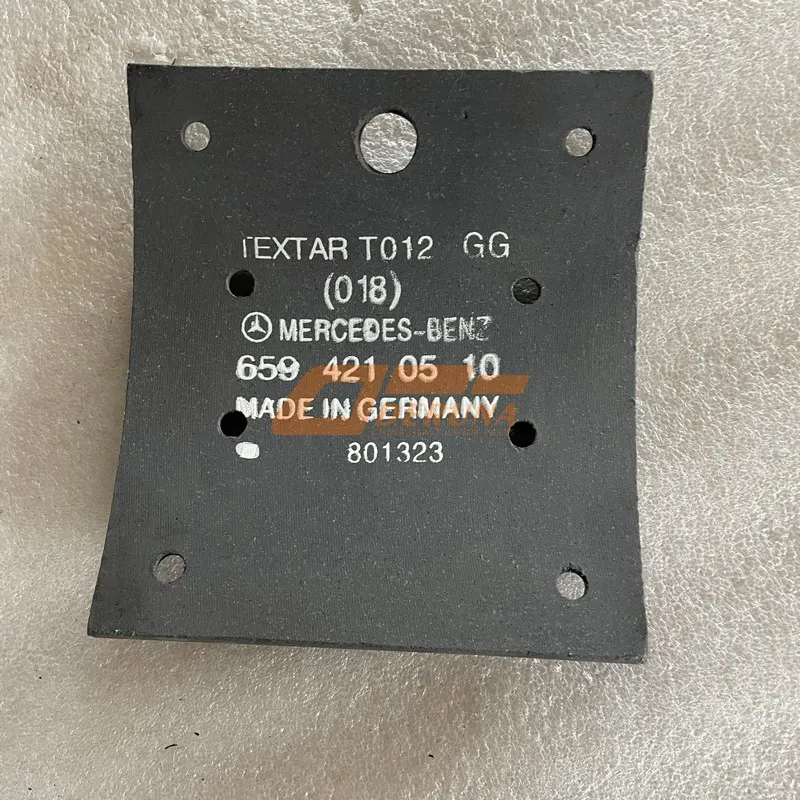 TEXTAR T012 GG
(018)
MERCEDES-BENZ
659 421 05 10
MADE IN GERMANY
801323